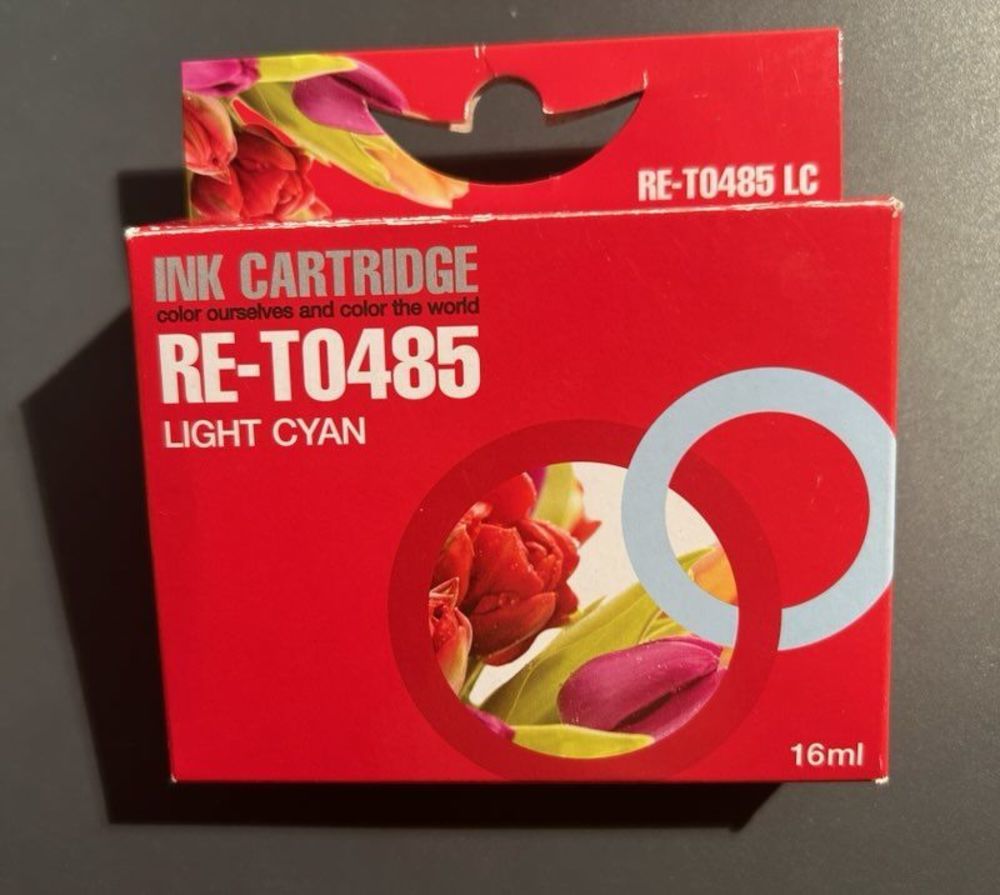 RE-T0485 LC
INK CARTRIDGE
color ourselves and color the world
RE-T0485
LIGHT CYAN
16ml